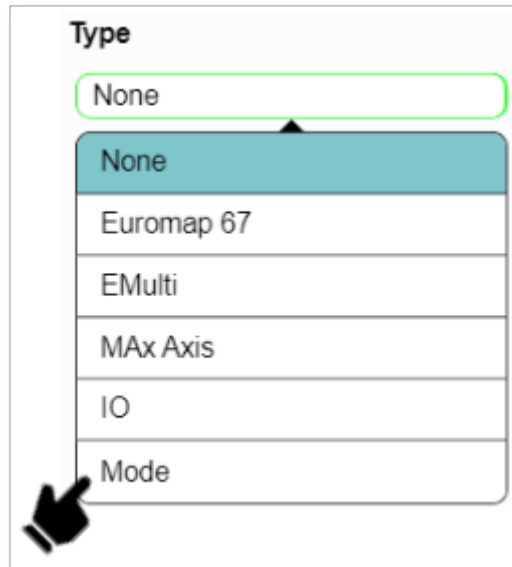 Type
None
None
Euromap 67
EMulti
MAx Axis
IO
Mode